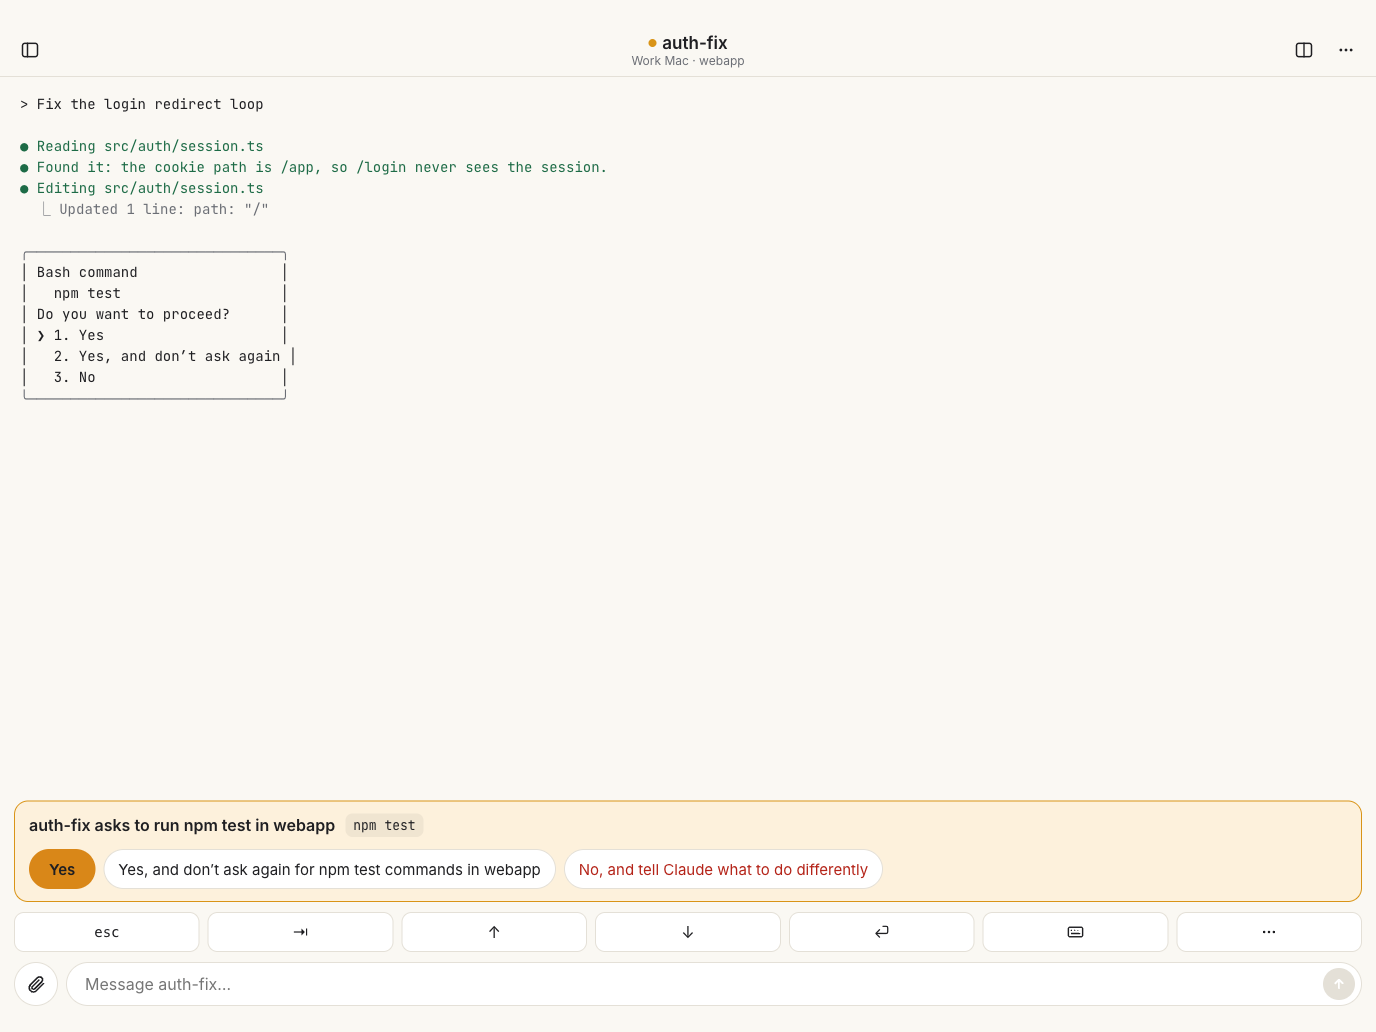 auth-fix
Work Mac · webapp
> Fix the login redirect loop
● Reading src/auth/session.ts
● Found it: the cookie path is /app, so /login never sees the session.
● Editing src/auth/session.ts
⎿ Updated 1 line: path: "/"
Bash command
npm test
Do you want to proceed?
❯ 1. Yes
2. Yes, and don’t ask again
3. No
auth-fix asks to run npm test in webapp npm test
Yes Yes, and don’t ask again for npm test commands in webapp No, and tell Claude what to do differently
esc ⇥ ↑ ↓ ↵ ···
Message auth-fix...